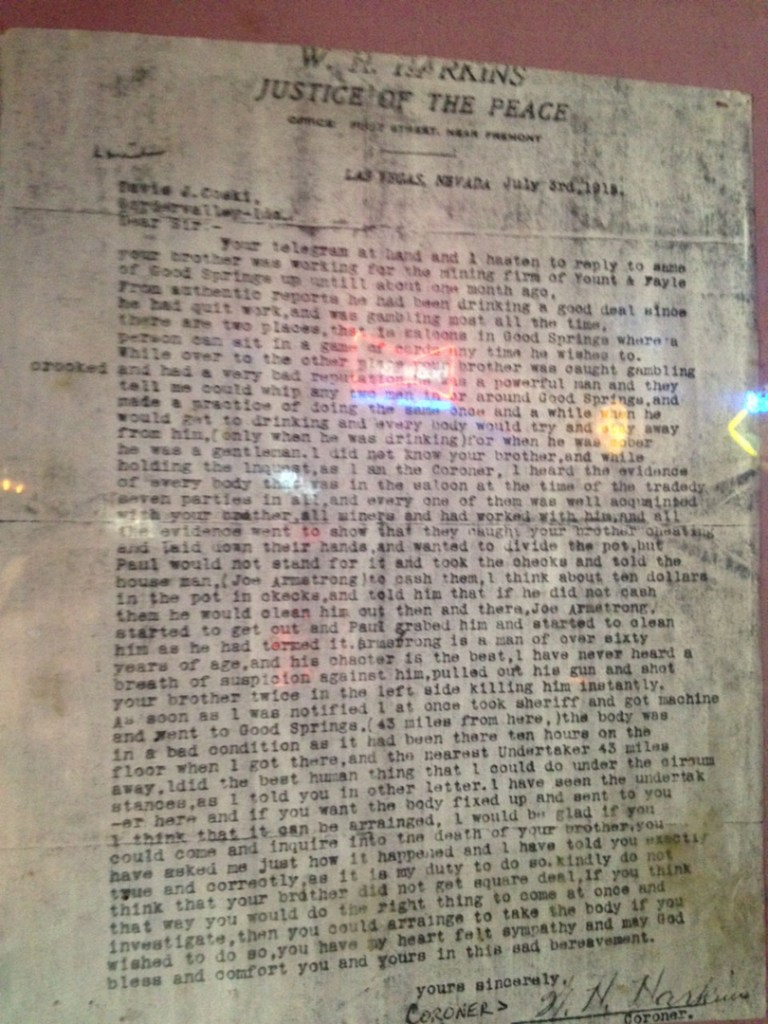 W. H. HARKINS
JUSTICE OF THE PEACE
OFFICE: FIRST STREET, NEAR FREMONT
LAS VEGAS, NEVADA July 3rd, 1915.
Davis J. Coski.
Dear Sir-
Your telegram at hand and I hasten to reply to same
your brother was working for the mining firm of Yount & Fayle
of Good Springs up untill about one month ago.
From authentic reports he had been drinking a good deal since
he had quit work,and was gambling most all the time.
there are two places,that is saloons in Good Springs where a
person can sit in a game of cards any time he wishes to.
While over to the other brother was caught gambling
crooked and had a very bad reputation, a powerful man and they
tell me could whip any two men in or around Good Springs,and
made a practice of doing the same once and a while when he
would get to drinking and every body would try and stay away
from him,(only when he was drinking)for when he was sober
he was a gentleman.I did not know your brother,and while
holding the inquest,as I am the Coroner, I heard the evidence
of every body that was in the saloon at the time of the tradedy
seven parties in all,and every one of them was well acquainted
with your brother,all miners and had worked with him,and all
the evidence went to show that they caught your brother cheating
and laid down their hands,and wanted to divide the pot,but
Paul would not stand for it and took the checks and told the
house man,(Joe Armstrong)to cash them,I think about ten dollars
in the pot in ckecks,and told him that if he did not cash
them he would clean him out then and there,Joe Armstrong.
started to get out and Paul grabed him and started to clean
him as he had termed it.Armstrong is a man of over sixty
years of age,and his chacter is the best,I have never heard a
breath of suspicion against him,pulled out his gun and shot
your brother twice in the left side killing him instantly.
As soon as I was notified I at once took sheriff and got machine
and went to Good Springs.(43 miles from here,)the body was
in a bad condition as it had been there ten hours on the
floor when I got there,and the nearest Undertaker 43 miles
away.Idid the best human thing that I could do under the circum
stances,as I told you in other letter.I have seen the undertak
-er here and if you want the body fixed up and sent to you
I think that it can be arrainged, I would be glad if you
could come and inquire into the death of your brother.you
have asked me just how it happened and I have told you exactly
true and correctly,as it is my duty to do so.kindly do not
think that your brother did not get square deal,if you think
that way you would do the right thing to come at once and
investigate,then you could arrainge to take the body if you
wished to do so,you have my heart felt sympathy and may God
bless and comfort you and yours in this sad bereavement.
yours sincerely.
CORONER> W. H. Harkins
Coroner.